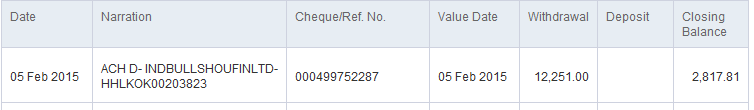 Date Narration Cheque/Ref. No. Value Date Withdrawal Deposit Closing Balance
05 Feb 2015 ACH D- INDBULLSHOUFINLTD- 000499752287 05 Feb 2015 12,251.00 2,817.81
HHLKOK00203823